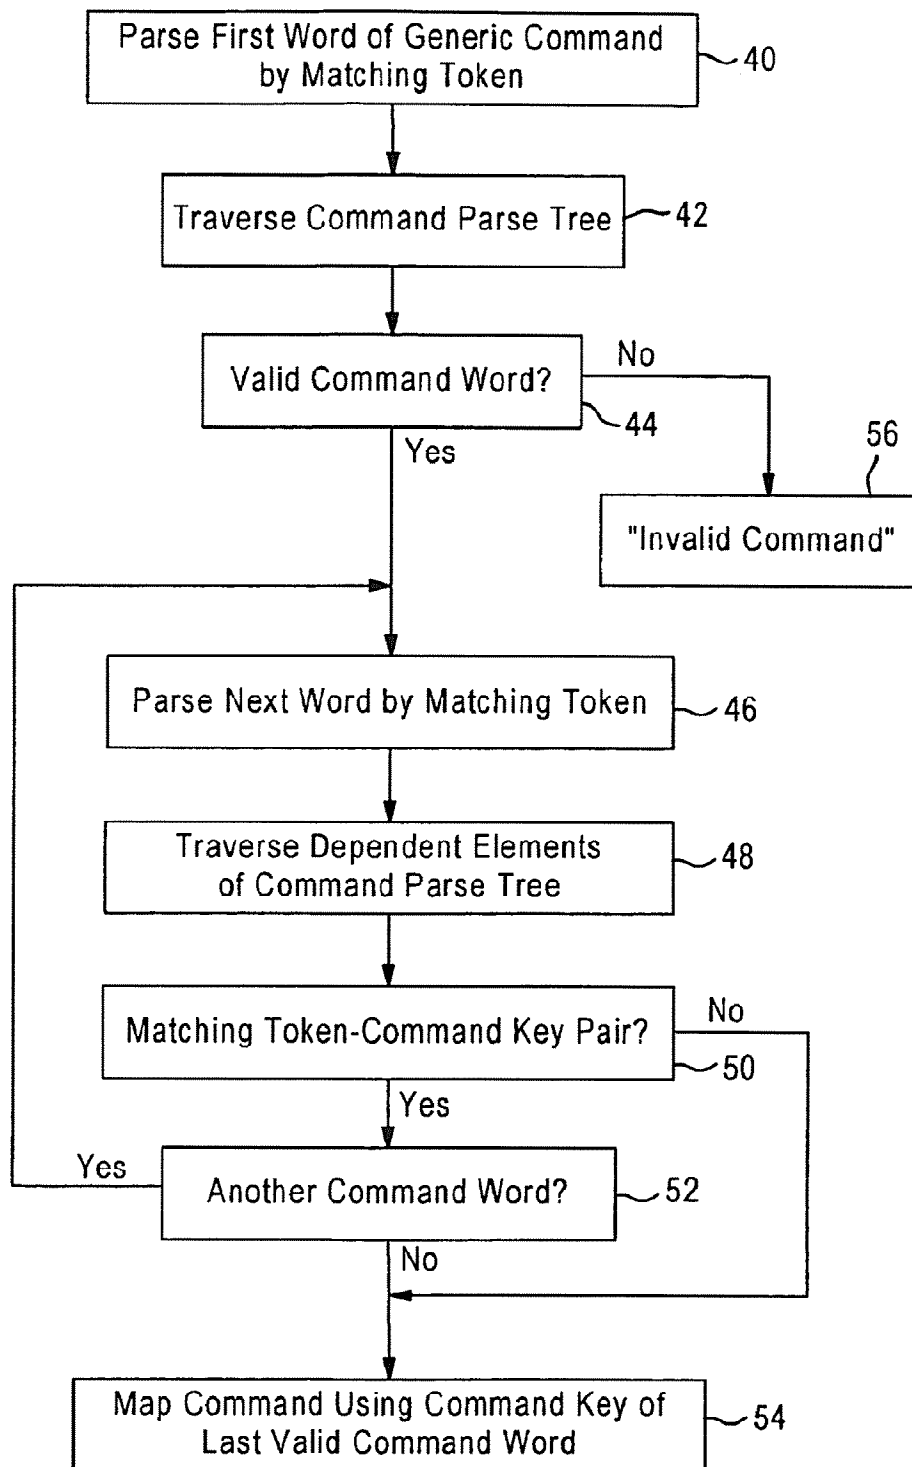 Parse First Word of Generic Command
by Matching Token
40
Traverse Command Parse Tree
42
Valid Command Word?
No
44
Yes
56
"Invalid Command"
Parse Next Word by Matching Token
46
Traverse Dependent Elements
of Command Parse Tree
48
Matching Token-Command Key Pair?
No
50
Yes
Yes
Another Command Word?
52
No
Map Command Using Command Key of
Last Valid Command Word
54